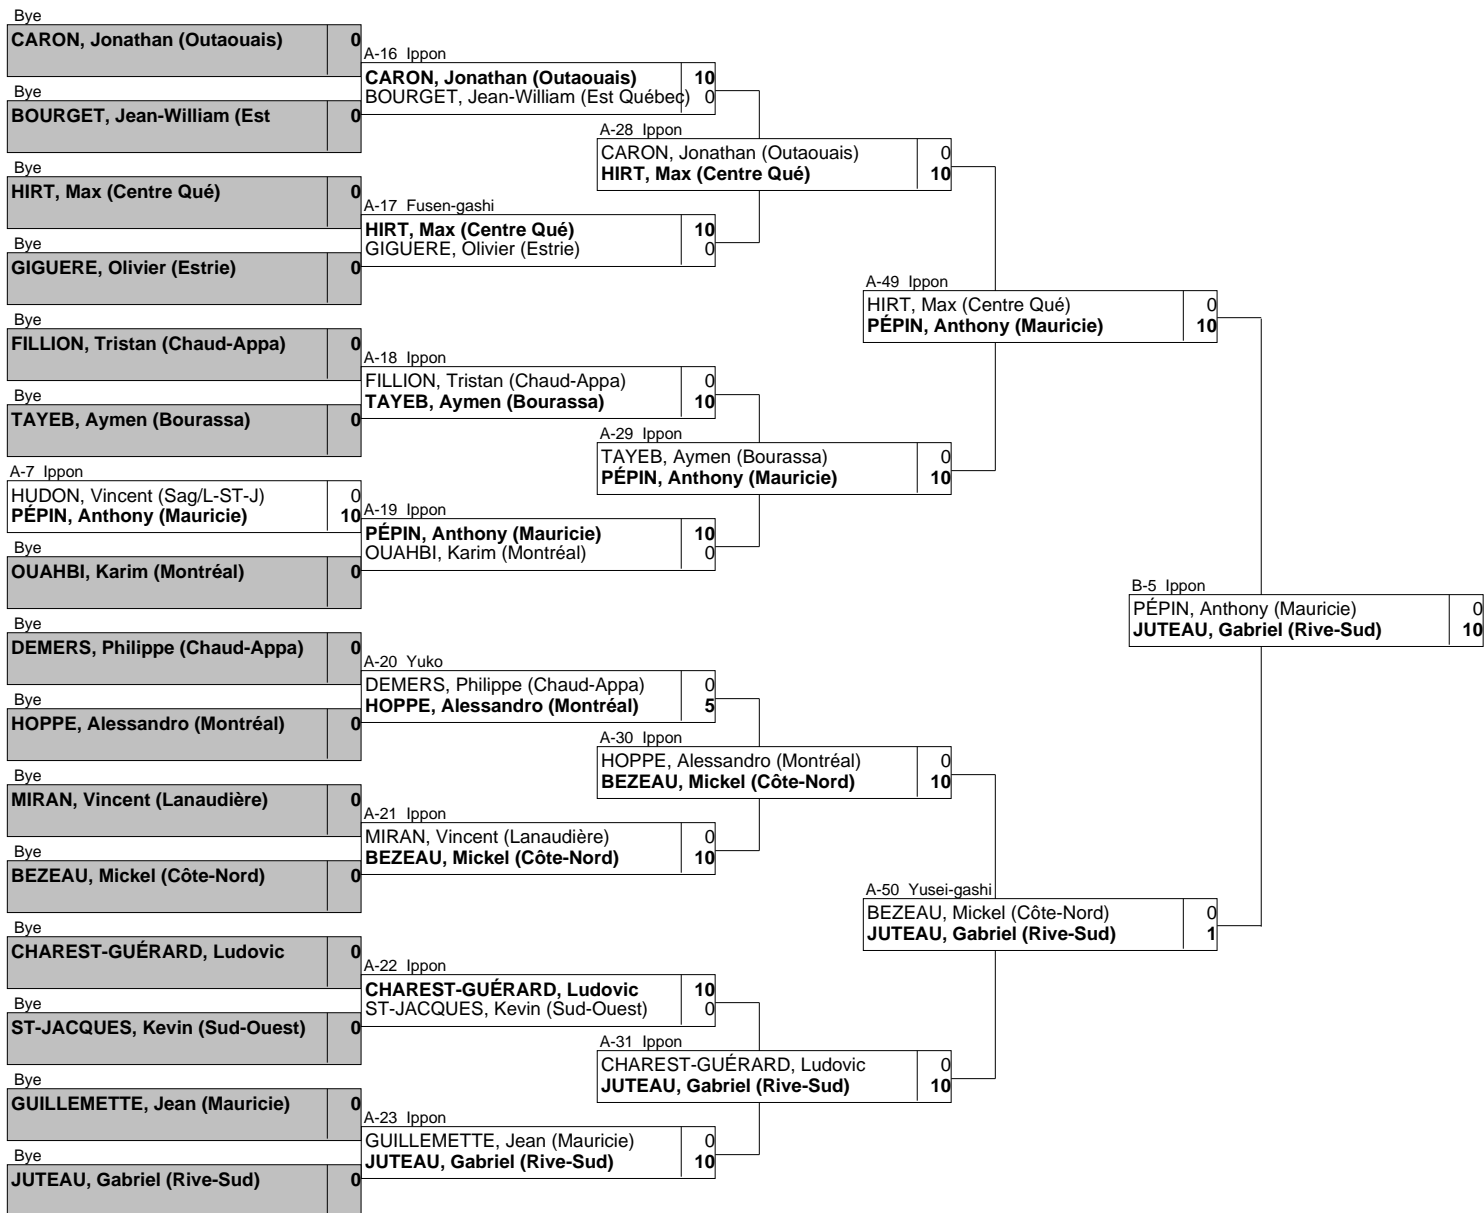 Bye
CARON, Jonathan (Outaouais) 0
Bye
BOURGET, Jean-William (Est 0
Bye
HIRT, Max (Centre Qué) 0
Bye
GIGUERE, Olivier (Estrie) 0
Bye
FILLION, Tristan (Chaud-Appa) 0
Bye
TAYEB, Aymen (Bourassa) 0
A-7 Ippon
HUDON, Vincent (Sag/L-ST-J) 0
PÉPIN, Anthony (Mauricie) 10
Bye
OUAHBI, Karim (Montréal) 0
Bye
DEMERS, Philippe (Chaud-Appa) 0
Bye
HOPPE, Alessandro (Montréal) 0
Bye
MIRAN, Vincent (Lanaudière) 0
Bye
BEZEAU, Mickel (Côte-Nord) 0
Bye
CHAREST-GUÉRARD, Ludovic 0
Bye
ST-JACQUES, Kevin (Sud-Ouest) 0
Bye
GUILLEMETTE, Jean (Mauricie) 0
Bye
JUTEAU, Gabriel (Rive-Sud) 0
A-16 Ippon
CARON, Jonathan (Outaouais) 10
BOURGET, Jean-William (Est Québec) 0
A-17 Fusen-gashi
HIRT, Max (Centre Qué) 10
GIGUERE, Olivier (Estrie) 0
A-18 Ippon
FILLION, Tristan (Chaud-Appa) 0
TAYEB, Aymen (Bourassa) 10
A-19 Ippon
PÉPIN, Anthony (Mauricie) 10
OUAHBI, Karim (Montréal) 0
A-20 Yuko
DEMERS, Philippe (Chaud-Appa) 0
HOPPE, Alessandro (Montréal) 5
A-21 Ippon
MIRAN, Vincent (Lanaudière) 0
BEZEAU, Mickel (Côte-Nord) 10
A-22 Ippon
CHAREST-GUÉRARD, Ludovic 10
ST-JACQUES, Kevin (Sud-Ouest) 0
A-23 Ippon
GUILLEMETTE, Jean (Mauricie) 0
JUTEAU, Gabriel (Rive-Sud) 10
A-28 Ippon
CARON, Jonathan (Outaouais) 0
HIRT, Max (Centre Qué) 10
A-29 Ippon
TAYEB, Aymen (Bourassa) 0
PÉPIN, Anthony (Mauricie) 10
A-30 Ippon
HOPPE, Alessandro (Montréal) 0
BEZEAU, Mickel (Côte-Nord) 10
A-31 Ippon
CHAREST-GUÉRARD, Ludovic 0
JUTEAU, Gabriel (Rive-Sud) 10
A-49 Ippon
HIRT, Max (Centre Qué) 0
PÉPIN, Anthony (Mauricie) 10
A-50 Yusei-gashi
BEZEAU, Mickel (Côte-Nord) 0
JUTEAU, Gabriel (Rive-Sud) 1
B-5 Ippon
PÉPIN, Anthony (Mauricie) 0
JUTEAU, Gabriel (Rive-Sud) 10